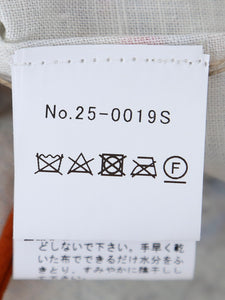 No.25-0019S
F
どしないで下さい。手早く乾
いた布でできるだけ水分をふ
きとり、すみやかに陰干しし